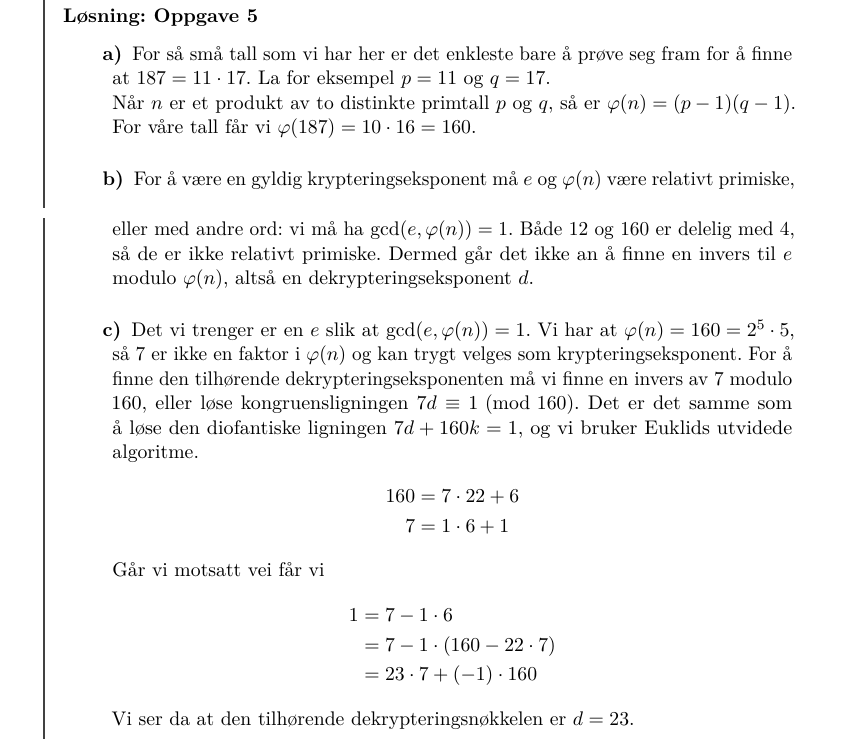 Løsning: Oppgave 5
a) For så små tall som vi har her er det enkleste bare å prøve seg fram for å finne
at 187 = 11 · 17. La for eksempel p = 11 og q = 17.
Når n er et produkt av to distinkte primtall p og q, så er φ(n) = (p − 1)(q − 1).
For våre tall får vi φ(187) = 10 · 16 = 160.
b) For å være en gyldig krypteringseksponent må e og φ(n) være relativt primiske,
eller med andre ord: vi må ha gcd(e, φ(n)) = 1. Både 12 og 160 er delelig med 4,
så de er ikke relativt primiske. Dermed går det ikke an å finne en invers til e
modulo φ(n), altså en dekrypteringseksponent d.
c) Det vi trenger er en e slik at gcd(e, φ(n)) = 1. Vi har at φ(n) = 160 = 2⁵ · 5,
så 7 er ikke en faktor i φ(n) og kan trygt velges som krypteringseksponent. For å
finne den tilhørende dekrypteringseksponenten må vi finne en invers av 7 modulo
160, eller løse kongruensligningen 7d ≡ 1 (mod 160). Det er det samme som
å løse den diofantiske ligningen 7d + 160k = 1, og vi bruker Euklids utvidede
algoritme.
160 = 7 · 22 + 6
7 = 1 · 6 + 1
Går vi motsatt vei får vi
1 = 7 − 1 · 6
= 7 − 1 · (160 − 22 · 7)
= 23 · 7 + (−1) · 160
Vi ser da at den tilhørende dekrypteringsnøkkelen er d = 23.